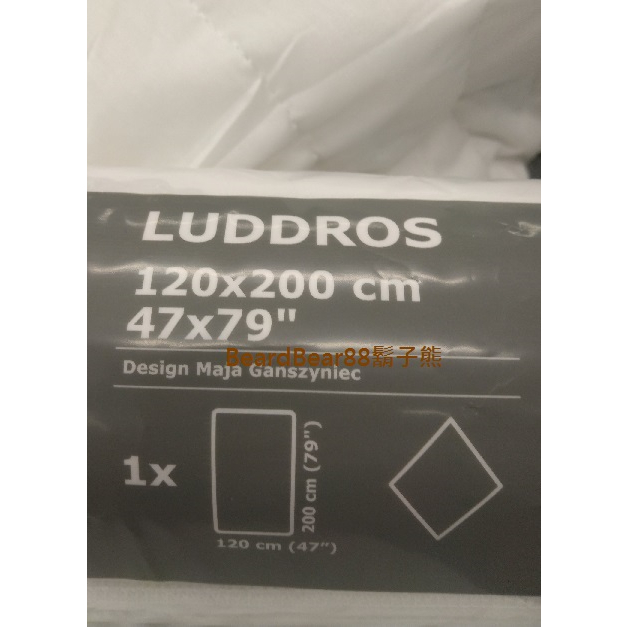 LUDDROS
120x200 cm
47x79"
BeardBear88鬍子熊
Design Maja Ganszyniec
1x
200 cm (79")
120 cm (47")